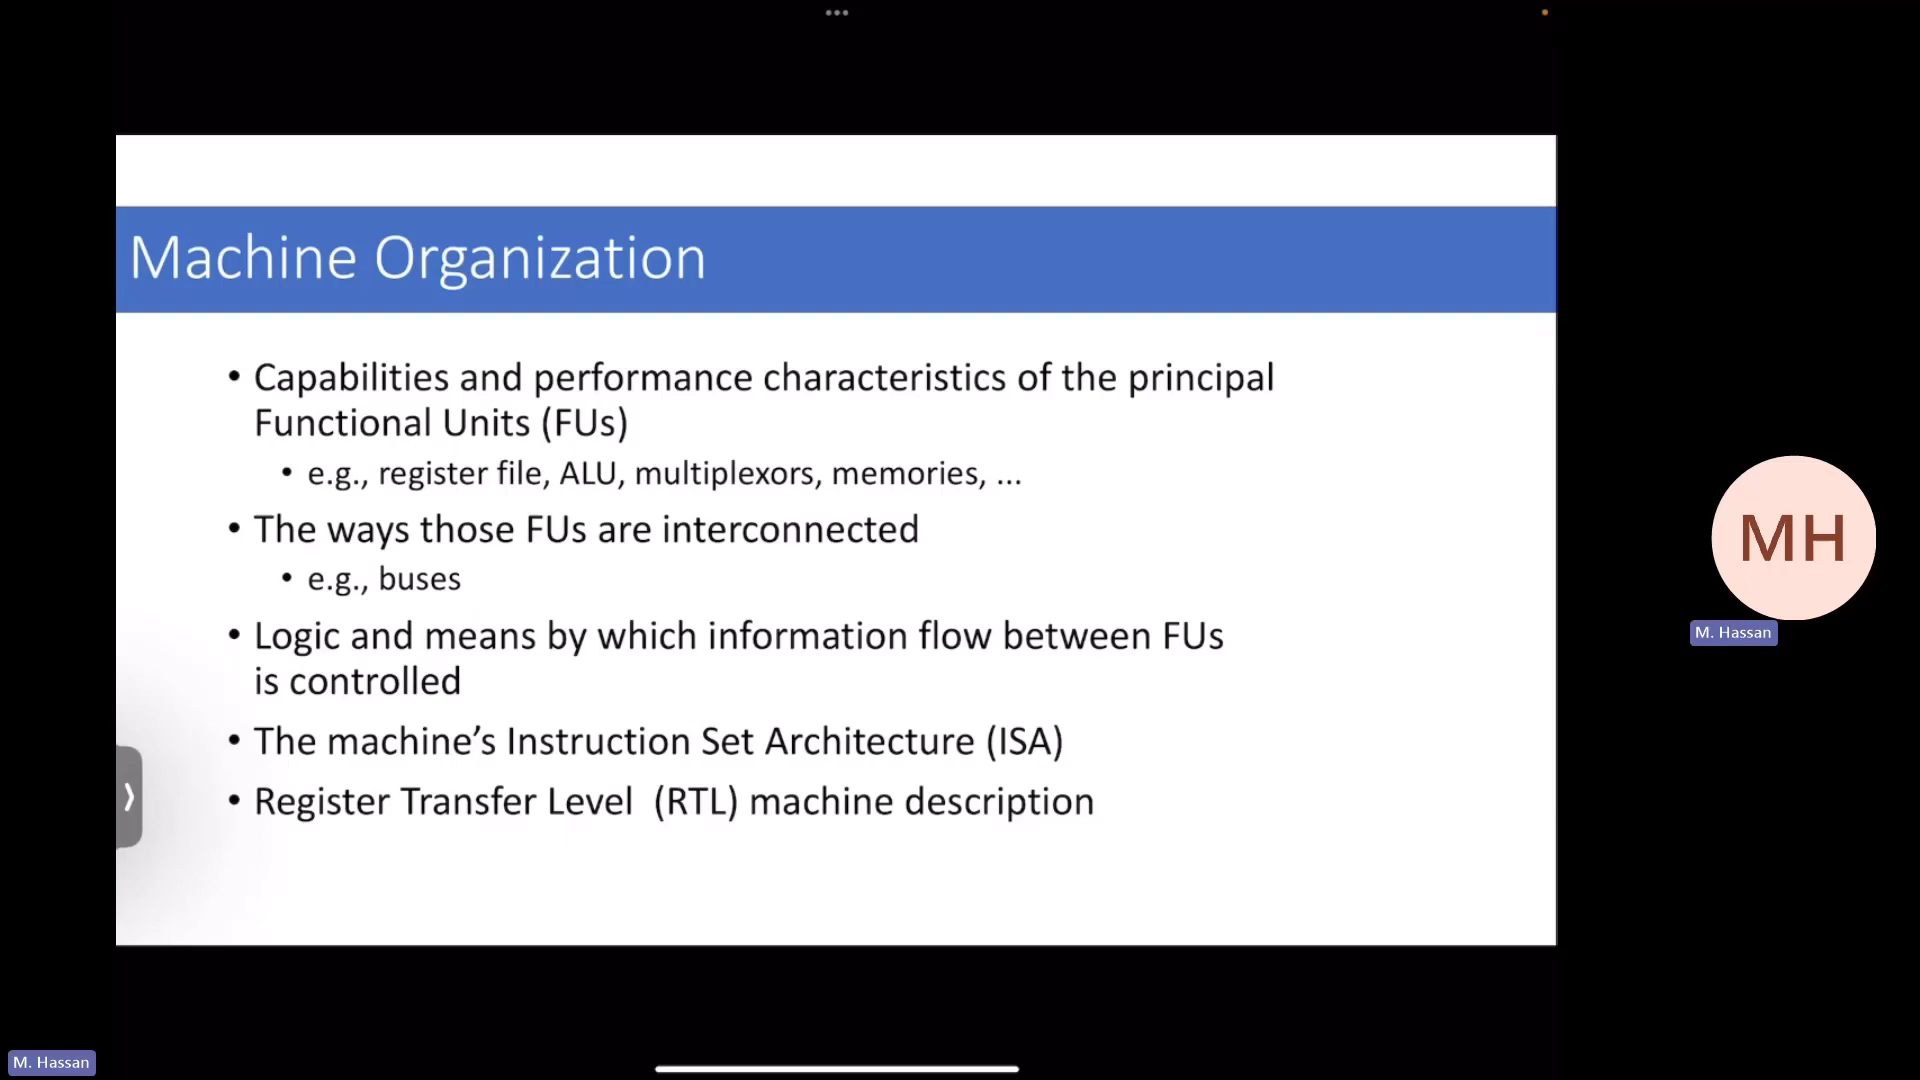 Machine Organization
• Capabilities and performance characteristics of the principal
Functional Units (FUs)
• e.g., register file, ALU, multiplexors, memories, ...
• The ways those FUs are interconnected
• e.g., buses
• Logic and means by which information flow between FUs
is controlled
• The machine’s Instruction Set Architecture (ISA)
• Register Transfer Level  (RTL) machine description
MH
M. Hassan
M. Hassan